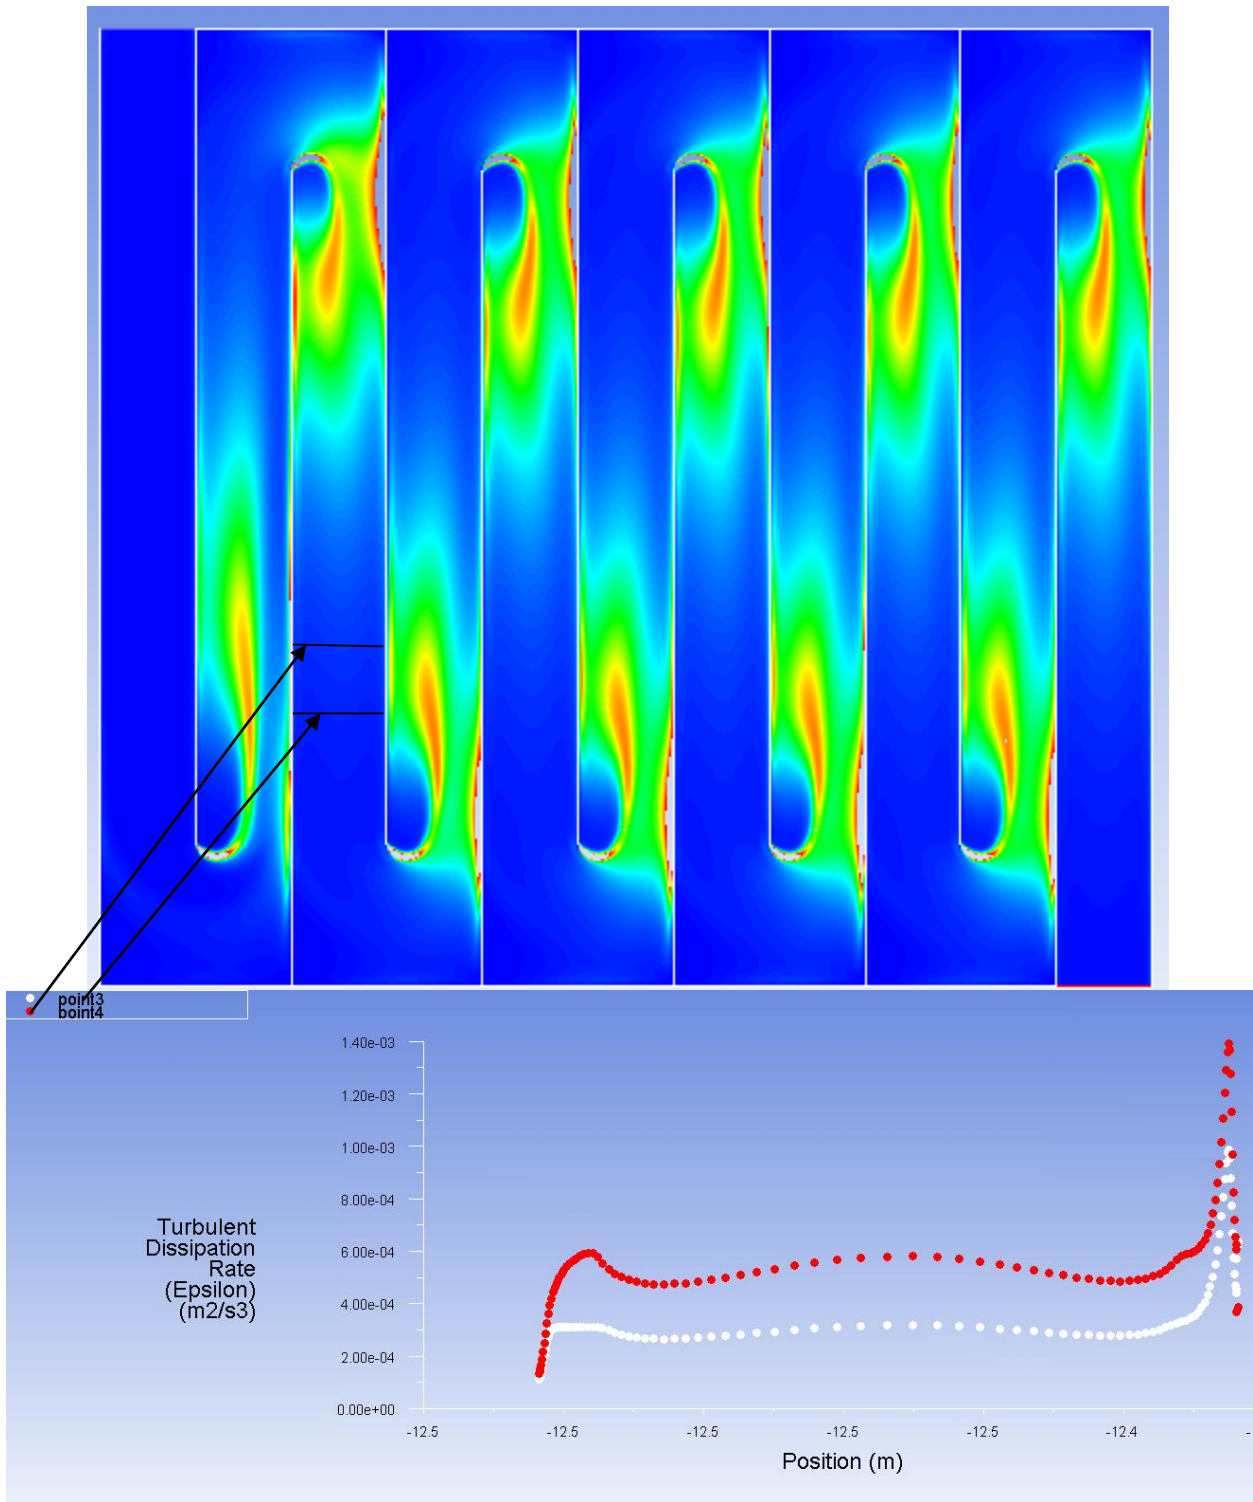 point3
boint4
1.40e-03
1.20e-03
1.00e-03
8.00e-04
6.00e-04
4.00e-04
2.00e-04
0.00e+00
Turbulent
Dissipation
Rate
(Epsilon)
(m2/s3)
-12.5 -12.5 -12.5 -12.5 -12.5 -12.4 -
Position (m)